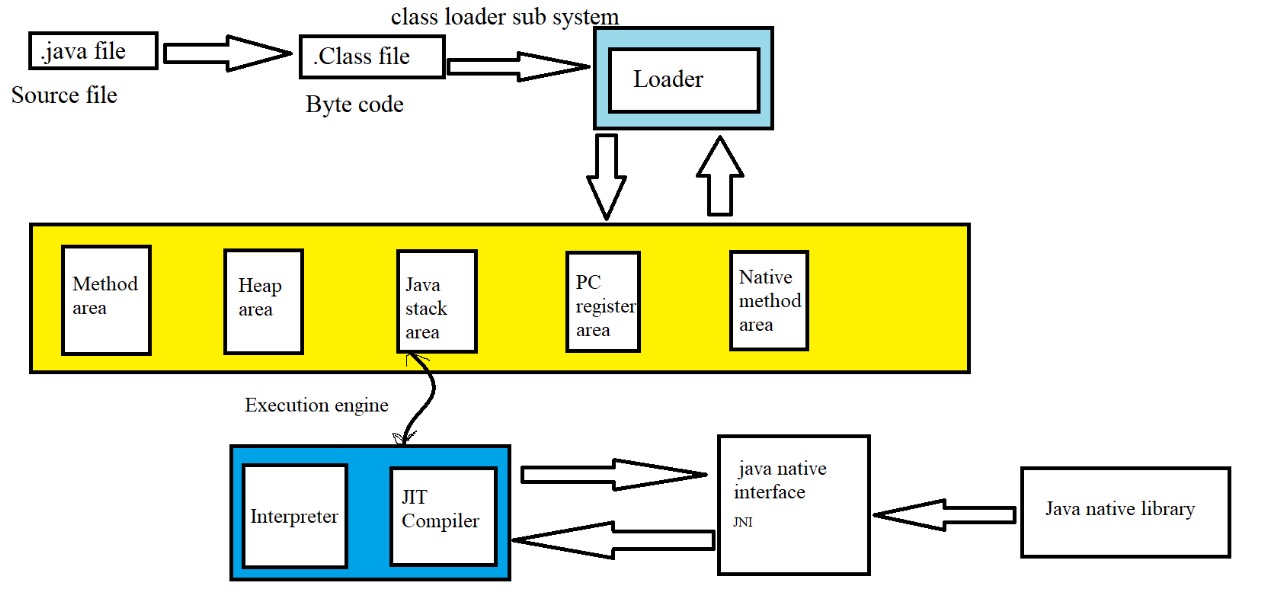 class loader sub system
.java file
.Class file
Loader
Source file
Byte code
Method
area
Heap
area
Java
stack
area
PC
register
area
Native
method
area
Execution engine
Interpreter
JIT
Compiler
java native
interface
JNI
Java native library